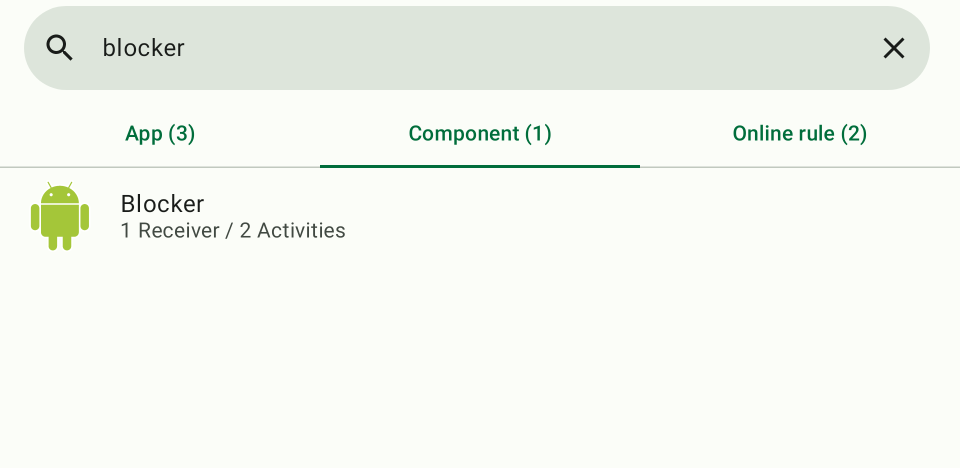 blocker
App (3)
Component (1)
Online rule (2)
Blocker
1 Receiver / 2 Activities